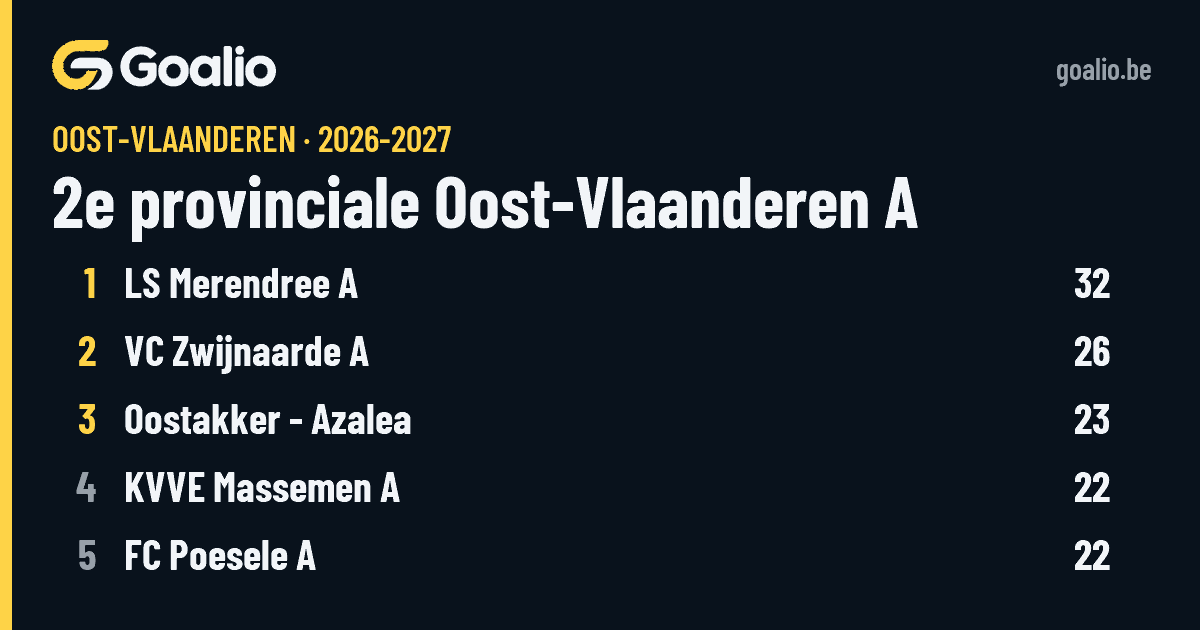 Goalio
goalio.be
OOST-VLAANDEREN · 2026-2027
2e provinciale Oost-Vlaanderen A
1 LS Merendree A 32
2 VC Zwijnaarde A 26
3 Oostakker - Azalea 23
4 KVVE Massemen A 22
5 FC Poesele A 22